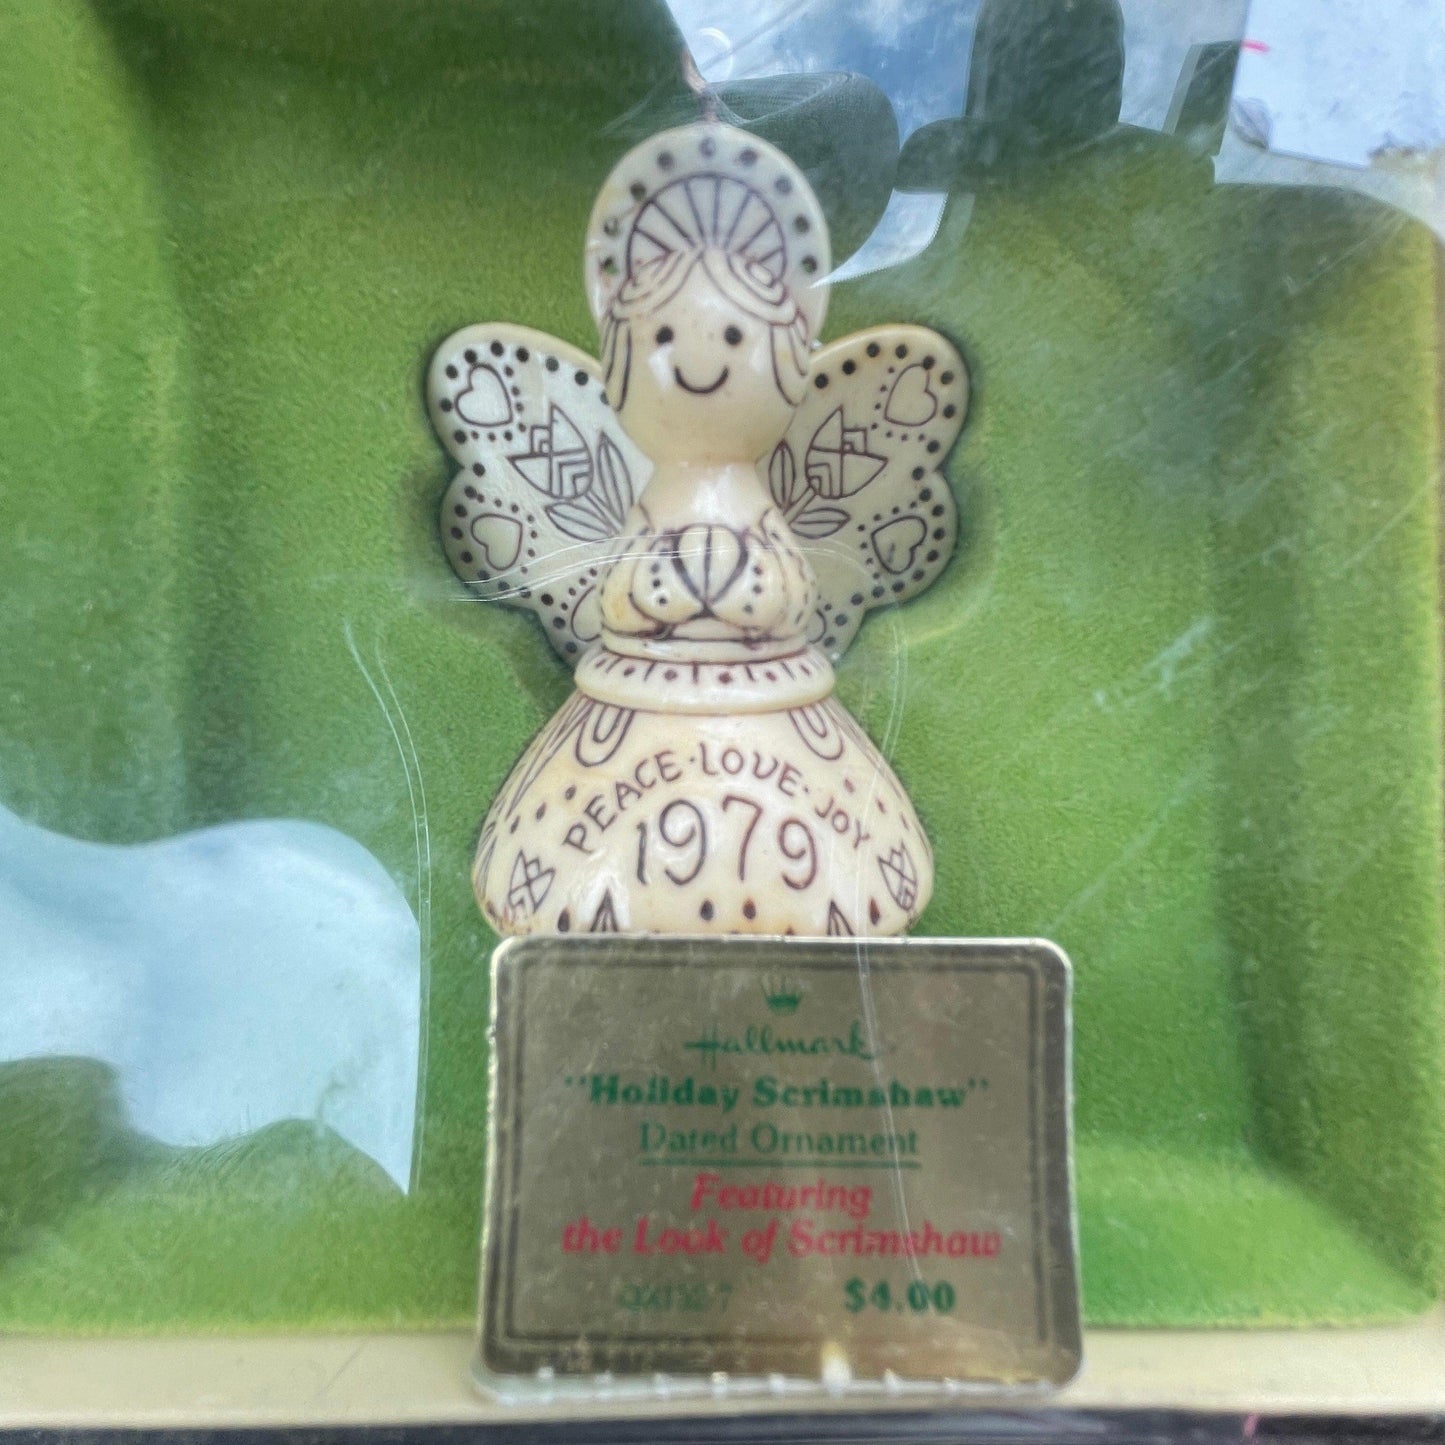 PEACE·LOVE·JOY
1979
Hallmark
"Holiday Scrimshaw"
Dated Ornament
Featuring
the Look of Scrimshaw
$4.00